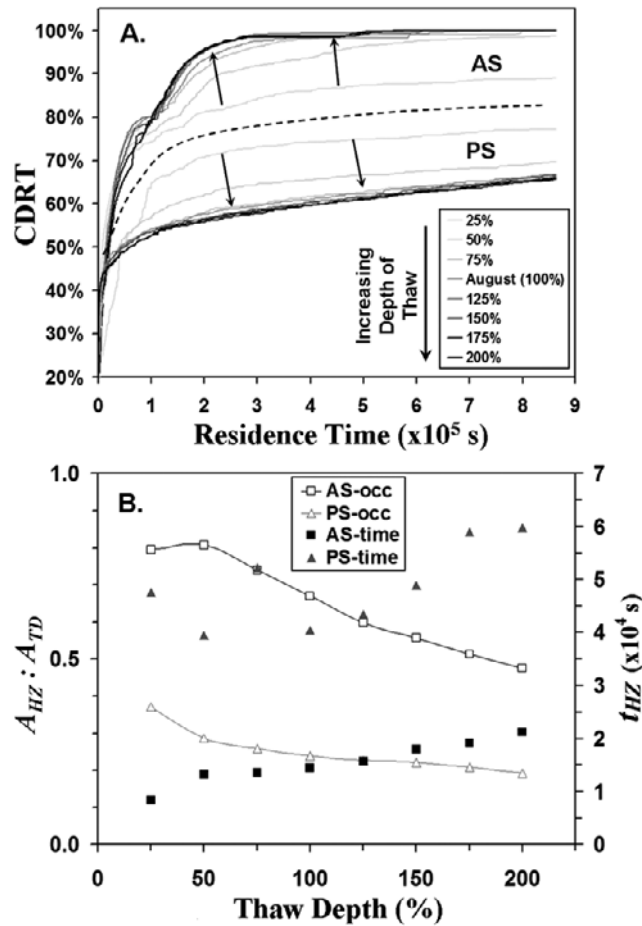 A.
100%
90%
80%
70%
60%
50%
40%
30%
20%
CDRT
AS
PS
Increasing
Depth of
Thaw
25%
50%
75%
August (100%)
125%
150%
175%
200%
0 1 2 3 4 5 6 7 8 9
Residence Time (x10⁵ s)
B.
AS-occ
PS-occ
AS-time
PS-time
1.0
0.5
0.0
A_HZ : A_TD
7
6
5
4
3
2
1
0
t_HZ (x10⁴ s)
0 50 100 150 200
Thaw Depth (%)